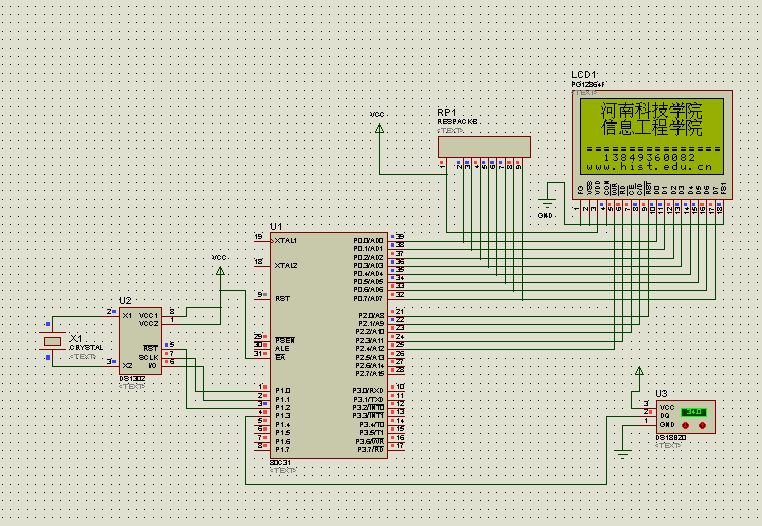 LCD1
PG12864F
<TEXT>
河南科技学院
信息工程学院
13849360082
www.hist.edu.cn
FG VSS VDD CON WR RD CE C/D RST D0 D1 D2 D3 D4 D5 D6 D7 FS1
1 2 3 4 5 6 7 8 9 10 11 12 13 14 15 16 17 18
VCC
RP1
RESPACK8
<TEXT>
1 2 3 4 5 6 7 8 9
GND
U1
19 XTAL1 P0.0/AD0 39
P0.1/AD1 38
P0.2/AD2 37
18 XTAL2 P0.3/AD3 36
P0.4/AD4 35
P0.5/AD5 34
P0.6/AD6 33
9 RST P0.7/AD7 32
P2.0/A8 21
P2.1/A9 22
P2.2/A10 23
29 PSEN P2.3/A11 24
30 ALE P2.4/A12 25
31 EA P2.5/A13 26
P2.6/A14 27
P2.7/A15 28
1 P1.0 P3.0/RXD 10
2 P1.1 P3.1/TXD 11
3 P1.2 P3.2/INT0 12
4 P1.3 P3.3/INT1 13
5 P1.4 P3.4/T0 14
6 P1.5 P3.5/T1 15
7 P1.6 P3.6/WR 16
8 P1.7 P3.7/RD 17
80C31
<TEXT>
VCC
U2
2 X1 VCC1 8
VCC2 1
RST 5
SCLK 7
3 X2 I/O 6
DS1302
<TEXT>
X1
CRYSTAL
<TEXT>
U3
3 VCC
2 DQ
1 GND
34.0
DS18B20
<TEXT>